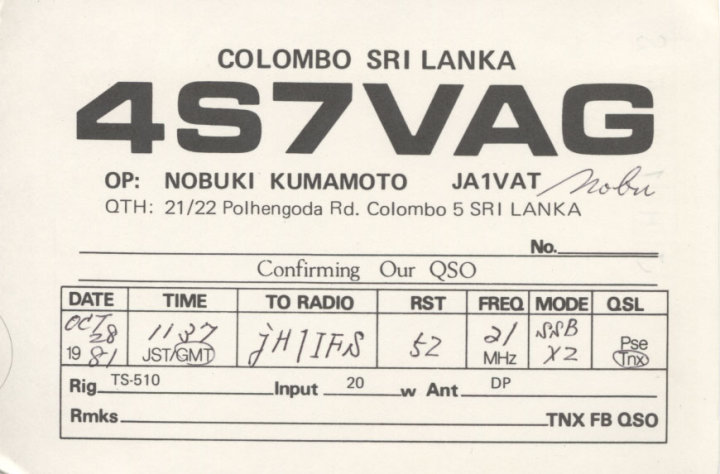 COLOMBO SRI LANKA
4S7VAG
OP: NOBUKI KUMAMOTO JA1VAT Nobu
QTH: 21/22 Polhengoda Rd. Colombo 5 SRI LANKA
No.
Confirming Our QSO
DATE TIME TO RADIO RST FREQ MODE QSL
OCT 28 1981 1137 JST/GMT JH1IFS 52 21 MHz SSB X2 Pse Tnx
Rig TS-510 Input 20 w Ant DP
Rmks TNX FB QSO